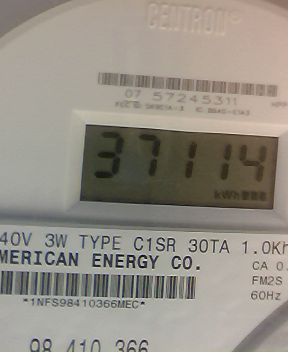 CENTRON®
07 57245311
37114
kWh
40V 3W TYPE C1SR 30TA 1.0Kh
MERICAN ENERGY CO.
CA 0.
FM2S
60Hz
*1NFS98410366MEC*
98 410 366